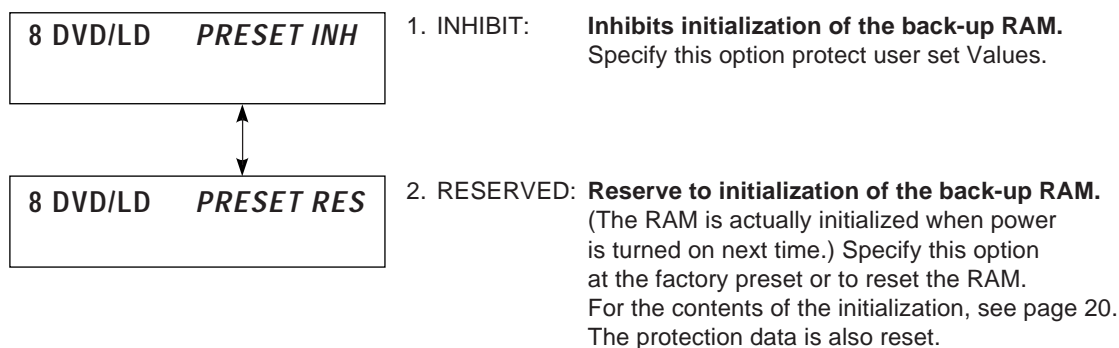 8 DVD/LD PRESET INH
1. INHIBIT: Inhibits initialization of the back-up RAM.
Specify this option protect user set Values.
8 DVD/LD PRESET RES
2. RESERVED: Reserve to initialization of the back-up RAM.
(The RAM is actually initialized when power
is turned on next time.) Specify this option
at the factory preset or to reset the RAM.
For the contents of the initialization, see page 20.
The protection data is also reset.